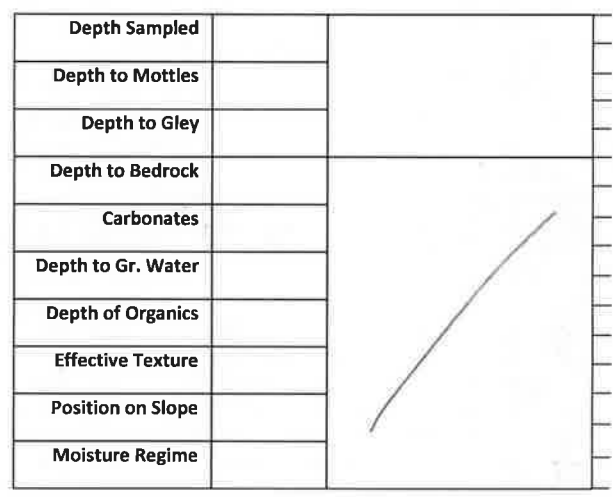 Depth Sampled
Depth to Mottles
Depth to Gley
Depth to Bedrock
Carbonates
Depth to Gr. Water
Depth of Organics
Effective Texture
Position on Slope
Moisture Regime